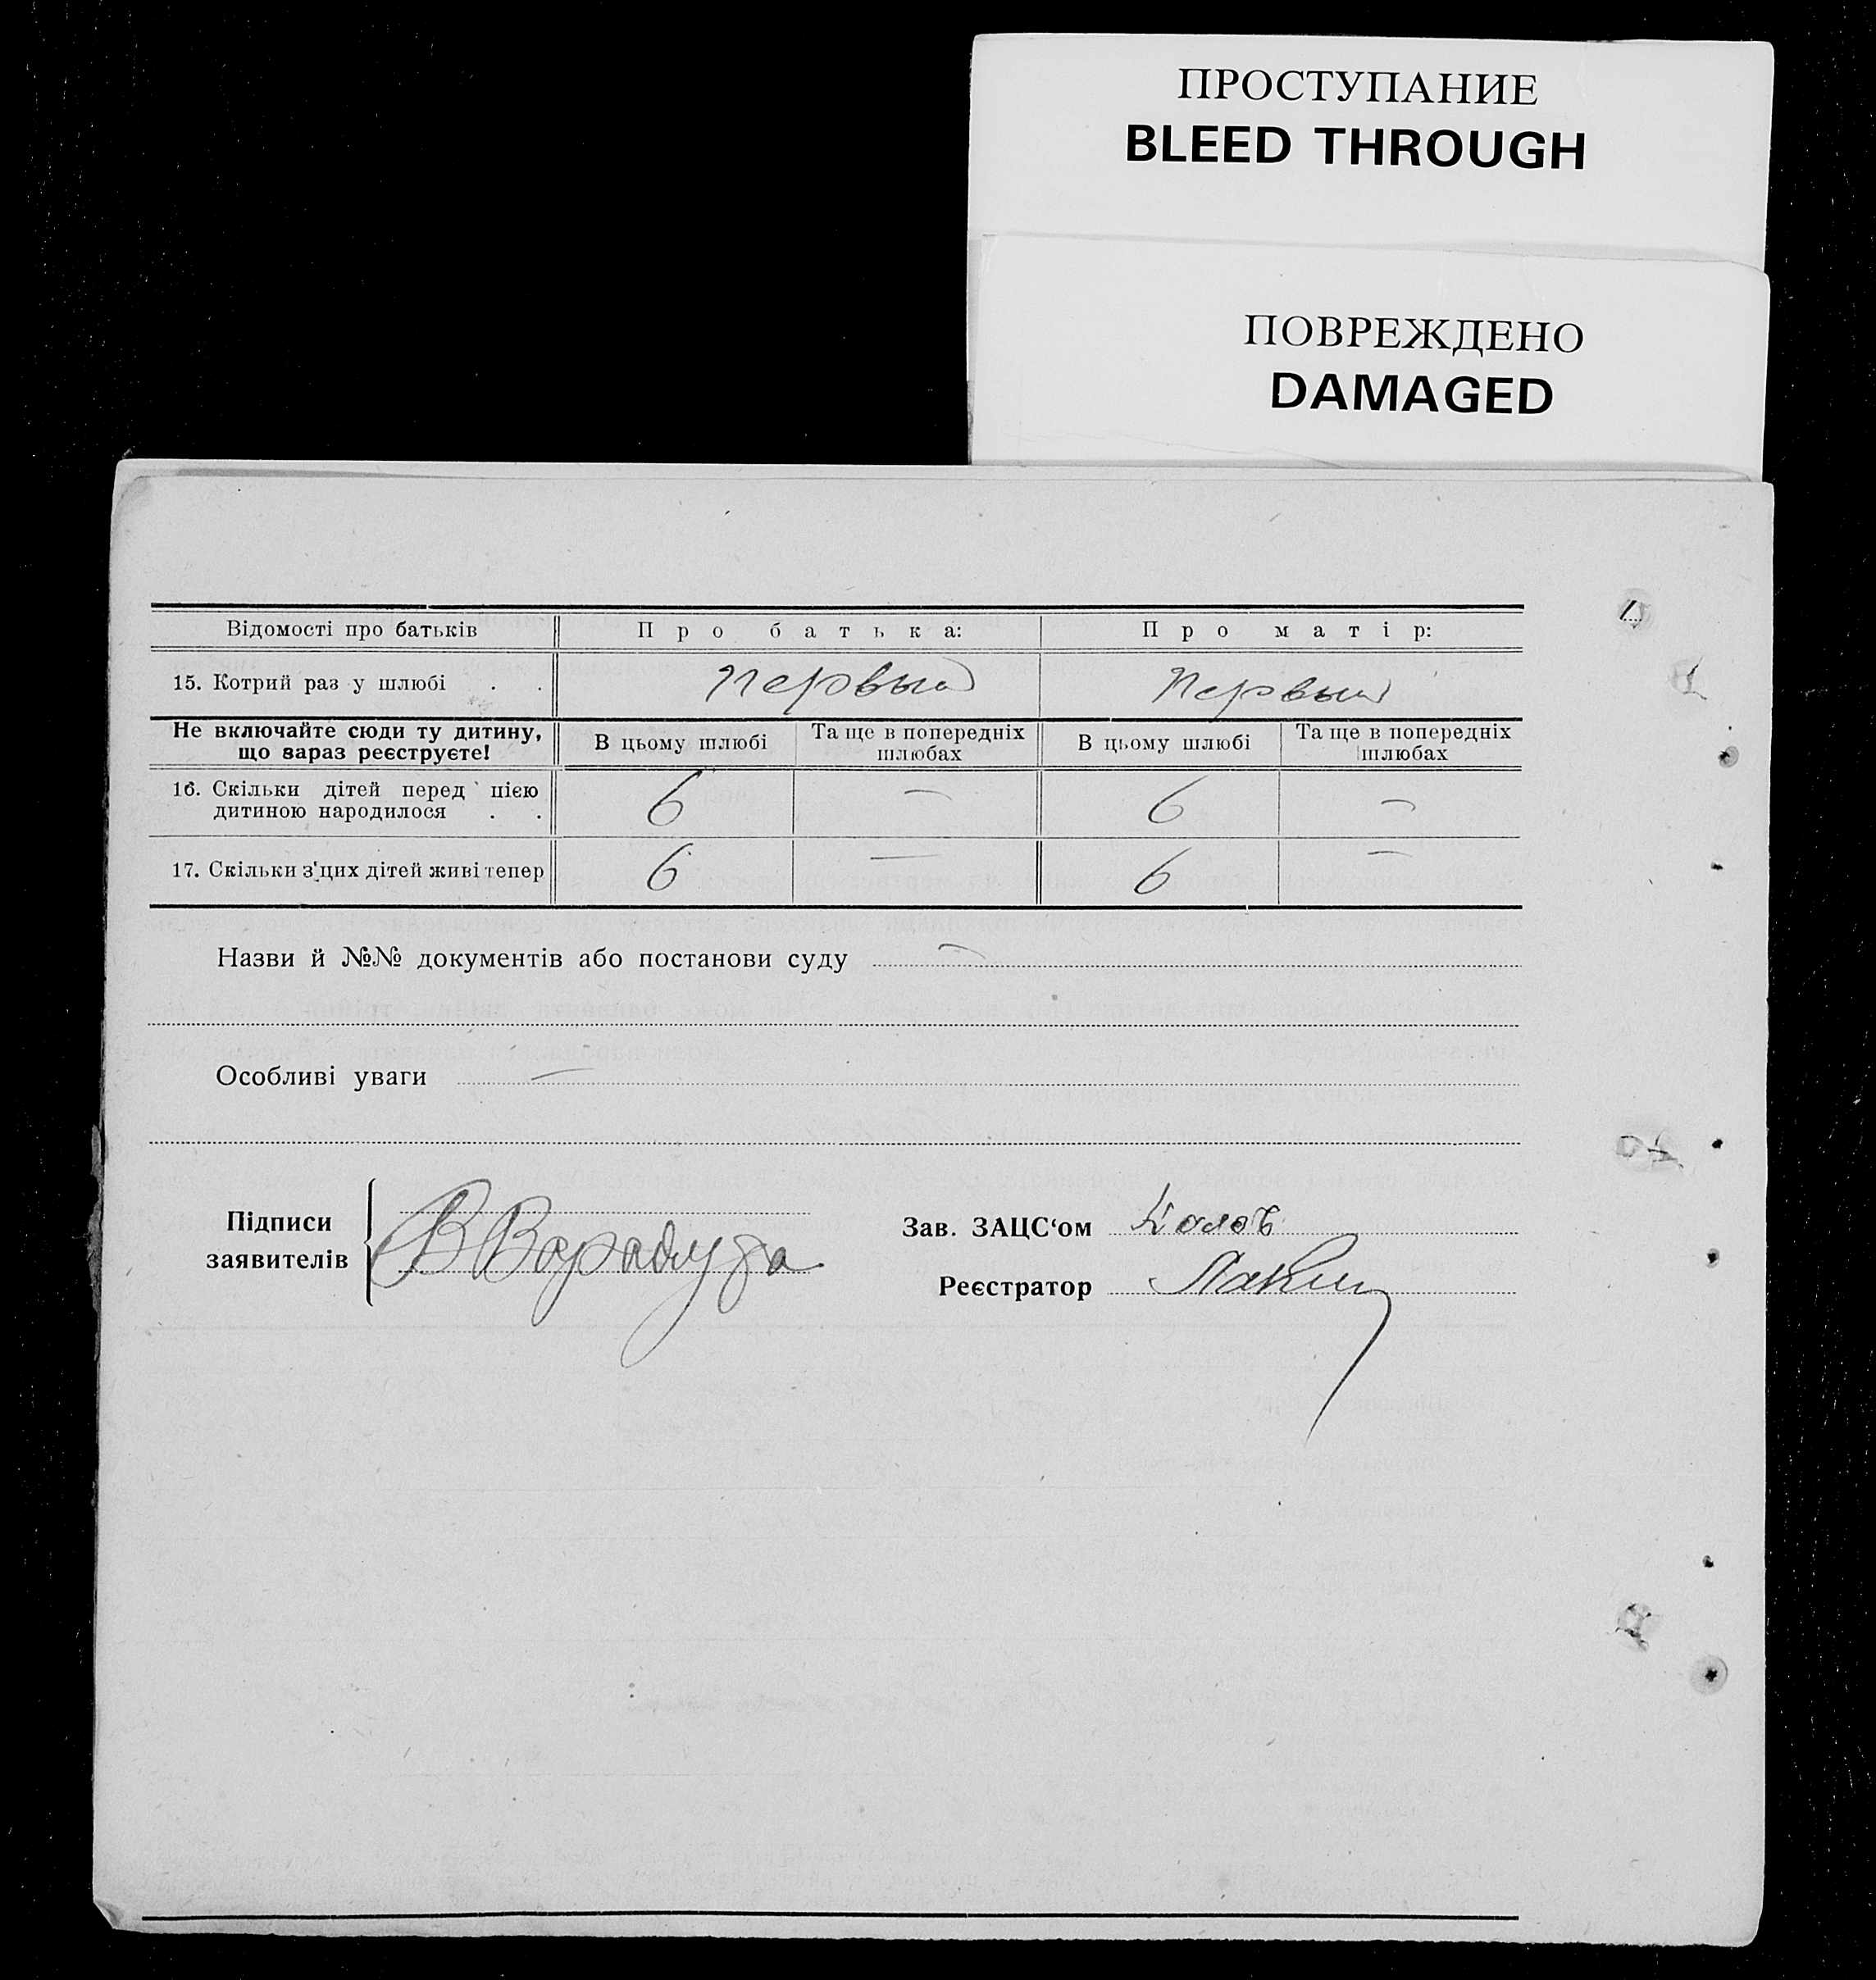 ПРОСТУПАНИЕ
BLEED THROUGH
ПОВРЕЖДЕНО
DAMAGED
Відомості про батьків Про батька: Про матір:
15. Котрий раз у шлюбі . . Первый Первый
Не включайте сюди ту дитину,
що зараз реєструєте!
В цьому шлюбі
Та ще в попередніх
шлюбах
В цьому шлюбі
Та ще в попередніх
шлюбах
16. Скільки дітей перед цією
дитиною народилося . . 6 — 6 —
17. Скільки з'цих дітей живі тепер 6 — 6 —
Назви й №№ документів або постанови суду —
Особливі уваги —
Підписи
заявителів
Зав. ЗАЦС‘ом
Реєстратор